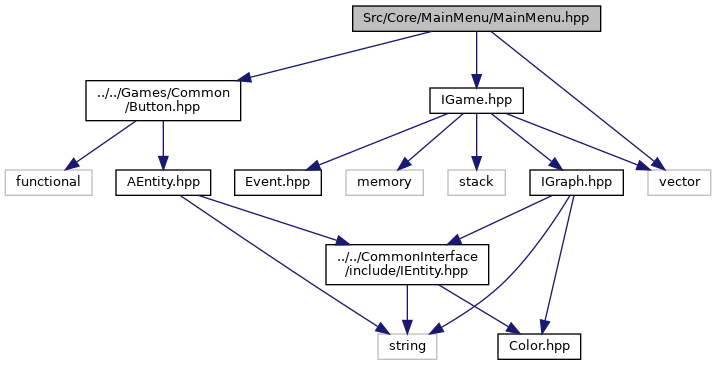 Src/Core/MainMenu/MainMenu.hpp
../../Games/Common
/Button.hpp
IGame.hpp
functional
AEntity.hpp
Event.hpp
memory
stack
IGraph.hpp
vector
../../CommonInterface
/include/IEntity.hpp
string
Color.hpp